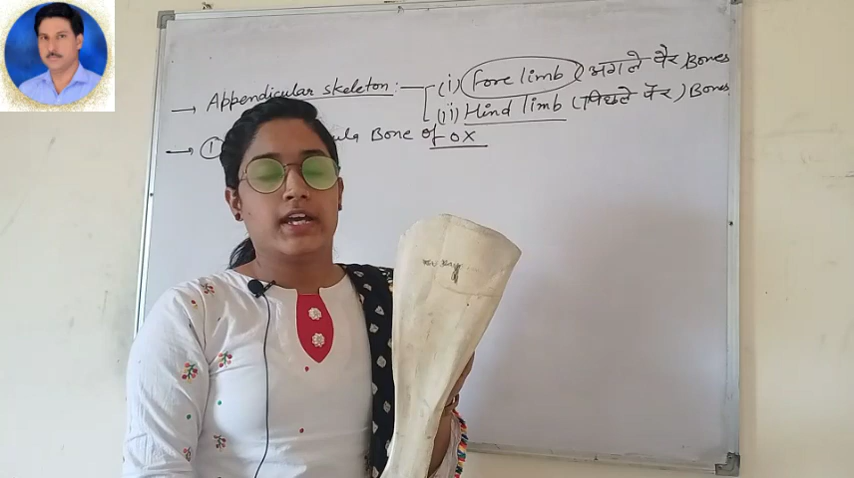 → Appendicular skeleton :- (i) Fore limb (अगले पैर) Bones
(ii) Hind limb (पिछले पैर) Bones
→ 1 Bone of OX